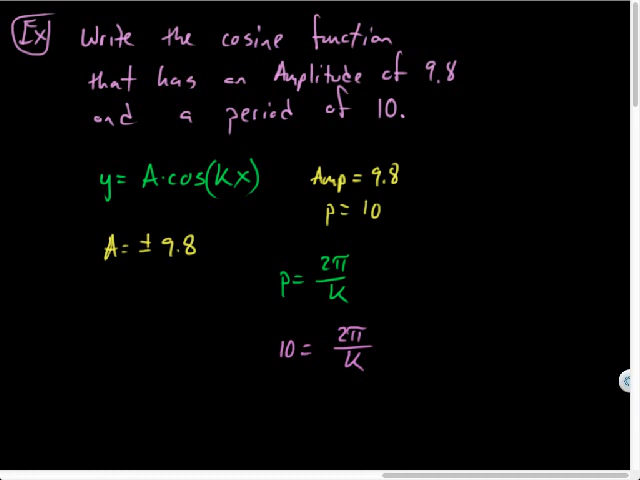 Ex Write the cosine function
that has an Amplitude of 9.8
and a period of 10.
y = A·cos(Kx) Amp = 9.8
p = 10
A = ± 9.8
p = 2π/K
10 = 2π/K